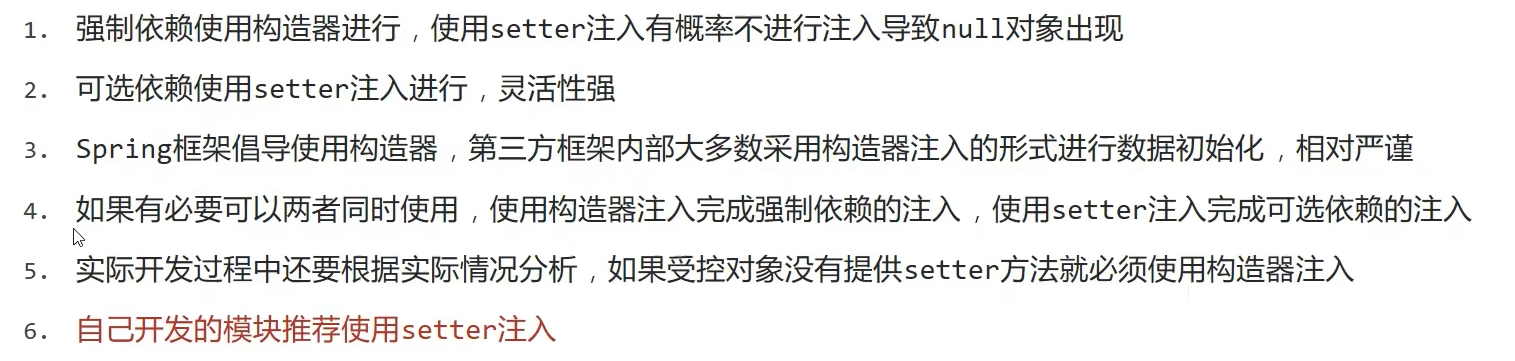 1. 强制依赖使用构造器进行，使用setter注入有概率不进行注入导致null对象出现
2. 可选依赖使用setter注入进行，灵活性强
3. Spring框架倡导使用构造器，第三方框架内部大多数采用构造器注入的形式进行数据初始化，相对严谨
4. 如果有必要可以两者同时使用，使用构造器注入完成强制依赖的注入，使用setter注入完成可选依赖的注入
5. 实际开发过程中还要根据实际情况分析，如果受控对象没有提供setter方法就必须使用构造器注入
6. 自己开发的模块推荐使用setter注入